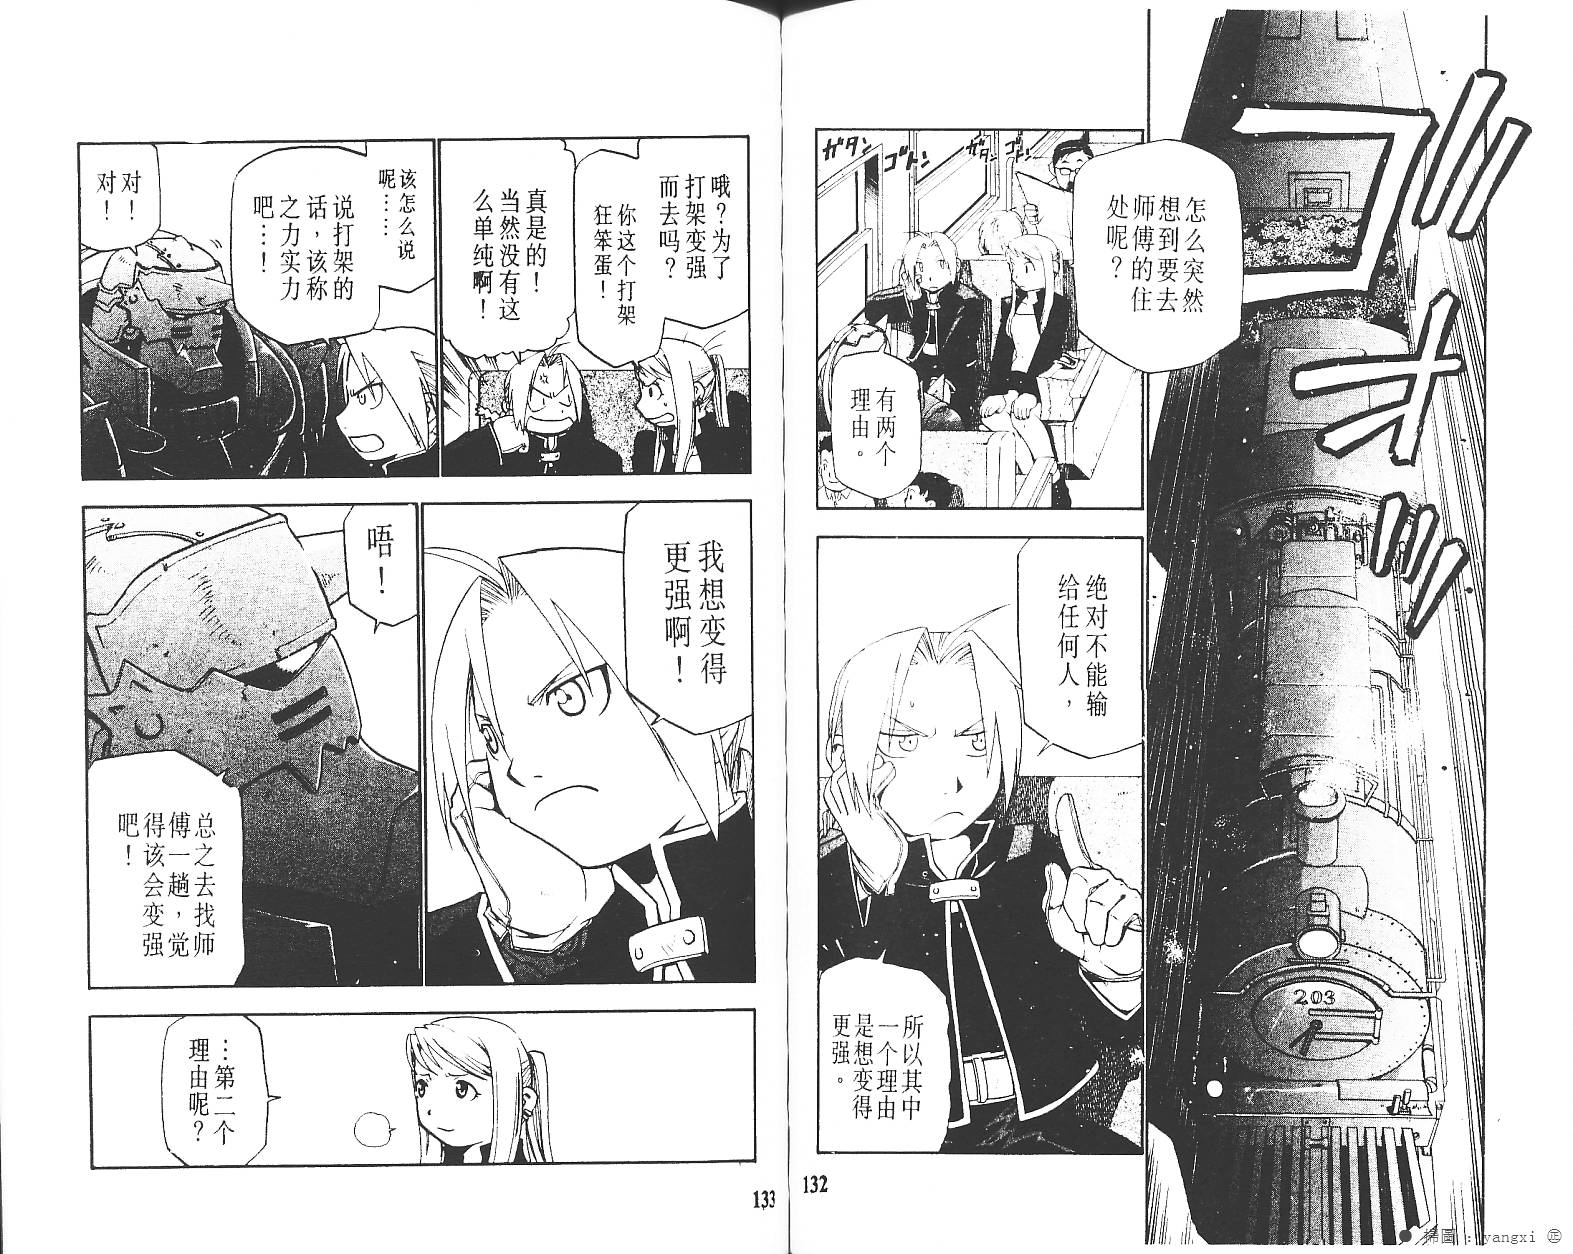 ゴオ
怎么突然
想到要去
师傅的住
处呢？
ガタン
ゴトン
ガタン
ゴトン
有两个
理由。
绝对不能输
给任何人，
所以其中
一个理由
是想变得
更强。
203
132
哦？为了
打架变强
而去吗？
你这个打架
狂笨蛋！
真是的！
当然没有这
么单纯啊！
该怎么说
呢……
说打架的
话，该称
之力实力
吧…！
对！
对！
我想变得
更强啊！
唔！
总之去找师
傅一趟，觉
得该会变强
吧！
…第二个
理由呢？
133
掃圖：yangxi ㊣